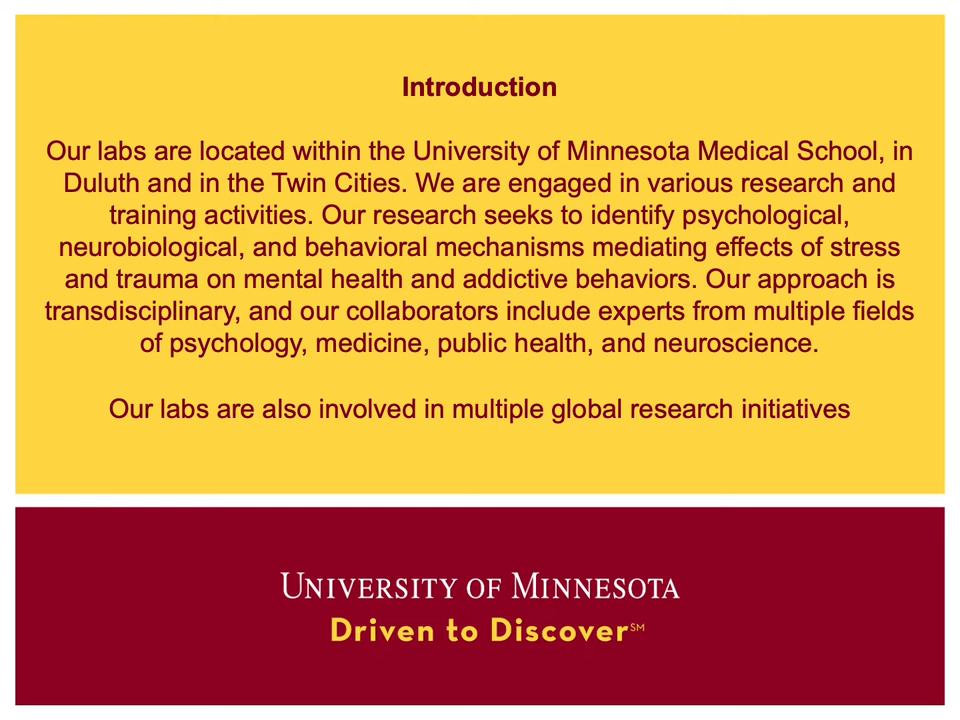 Introduction
Our labs are located within the University of Minnesota Medical School, in
Duluth and in the Twin Cities. We are engaged in various research and
training activities. Our research seeks to identify psychological,
neurobiological, and behavioral mechanisms mediating effects of stress
and trauma on mental health and addictive behaviors. Our approach is
transdisciplinary, and our collaborators include experts from multiple fields
of psychology, medicine, public health, and neuroscience.
Our labs are also involved in multiple global research initiatives
UNIVERSITY OF MINNESOTA
Driven to Discover℠